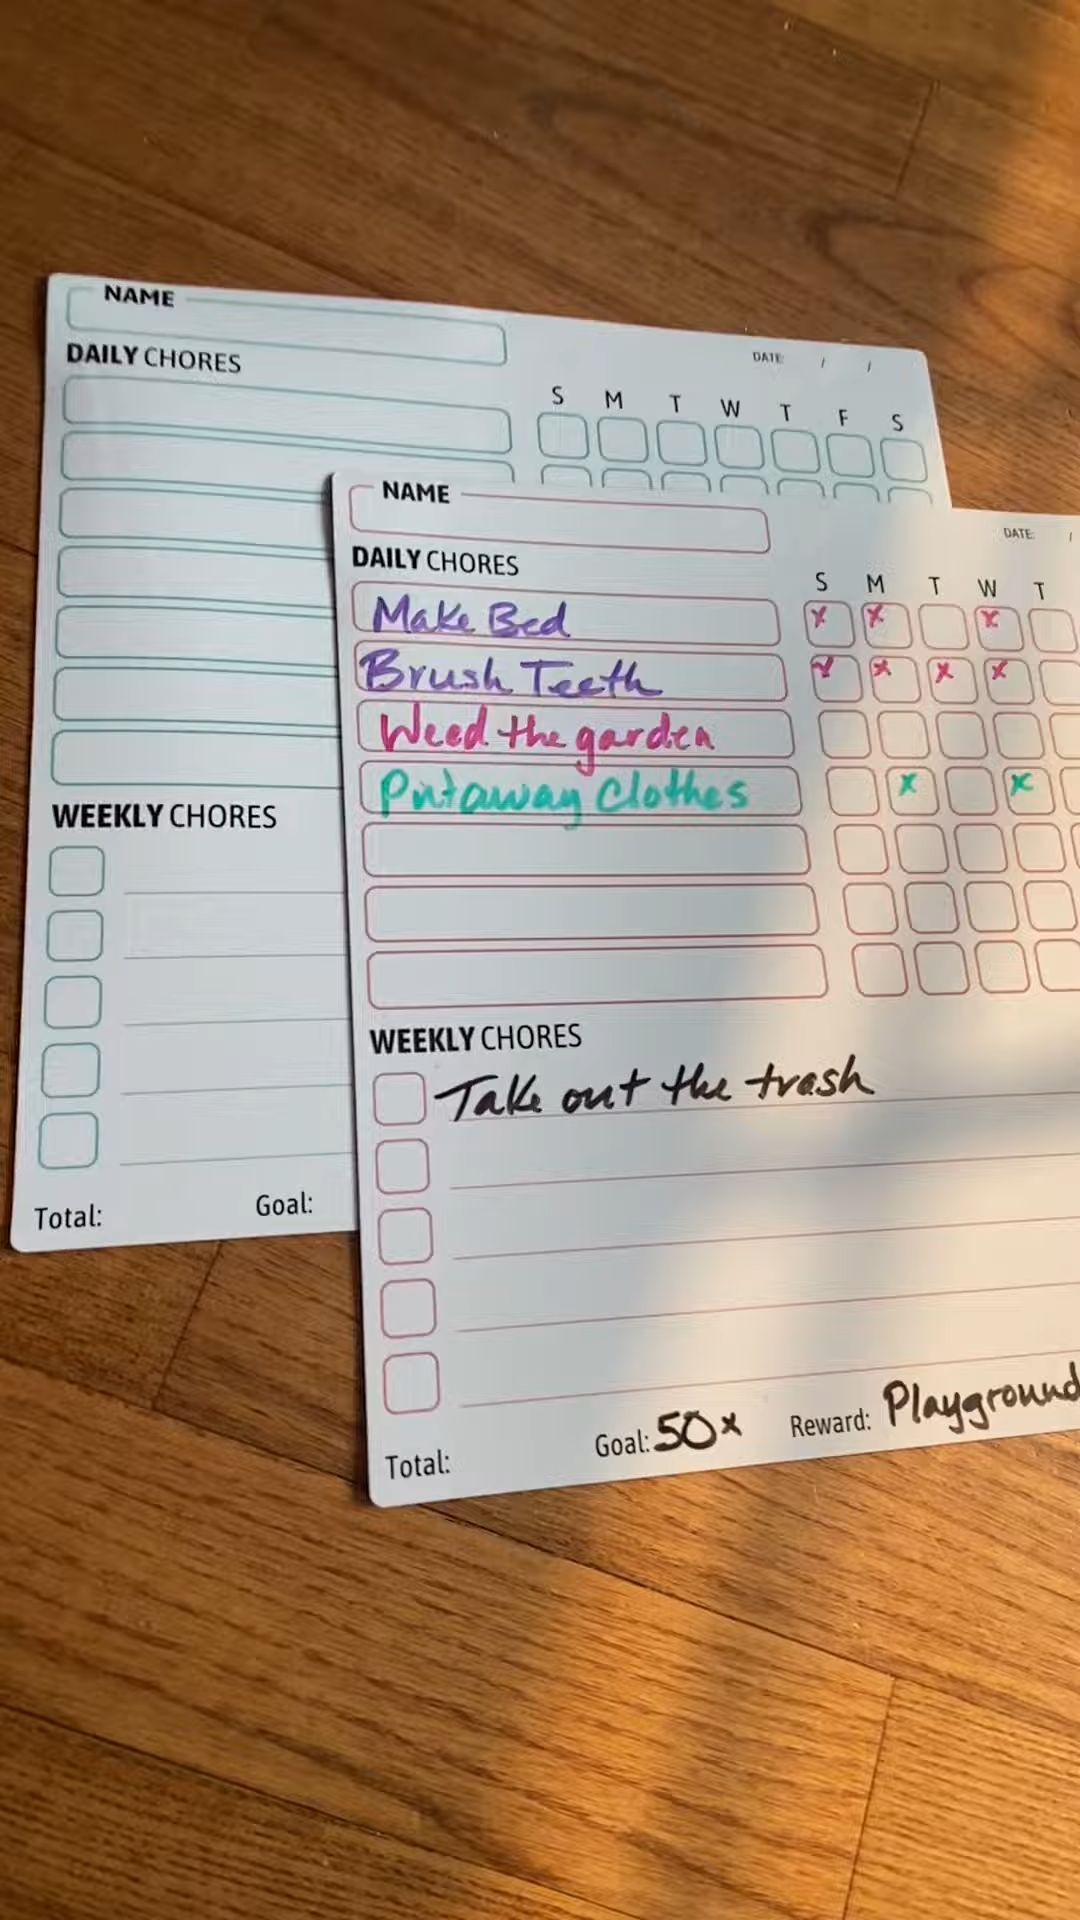 NAME
DATE: / /
DAILY CHORES
S M T W T F S
WEEKLY CHORES
Total: Goal:
NAME
DATE: /
DAILY CHORES
S M T W T
Make Bed x x x
Brush Teeth x x x x
Weed the garden
Put away Clothes x x
WEEKLY CHORES
Take out the trash
Total: Goal: 50x Reward: Playground